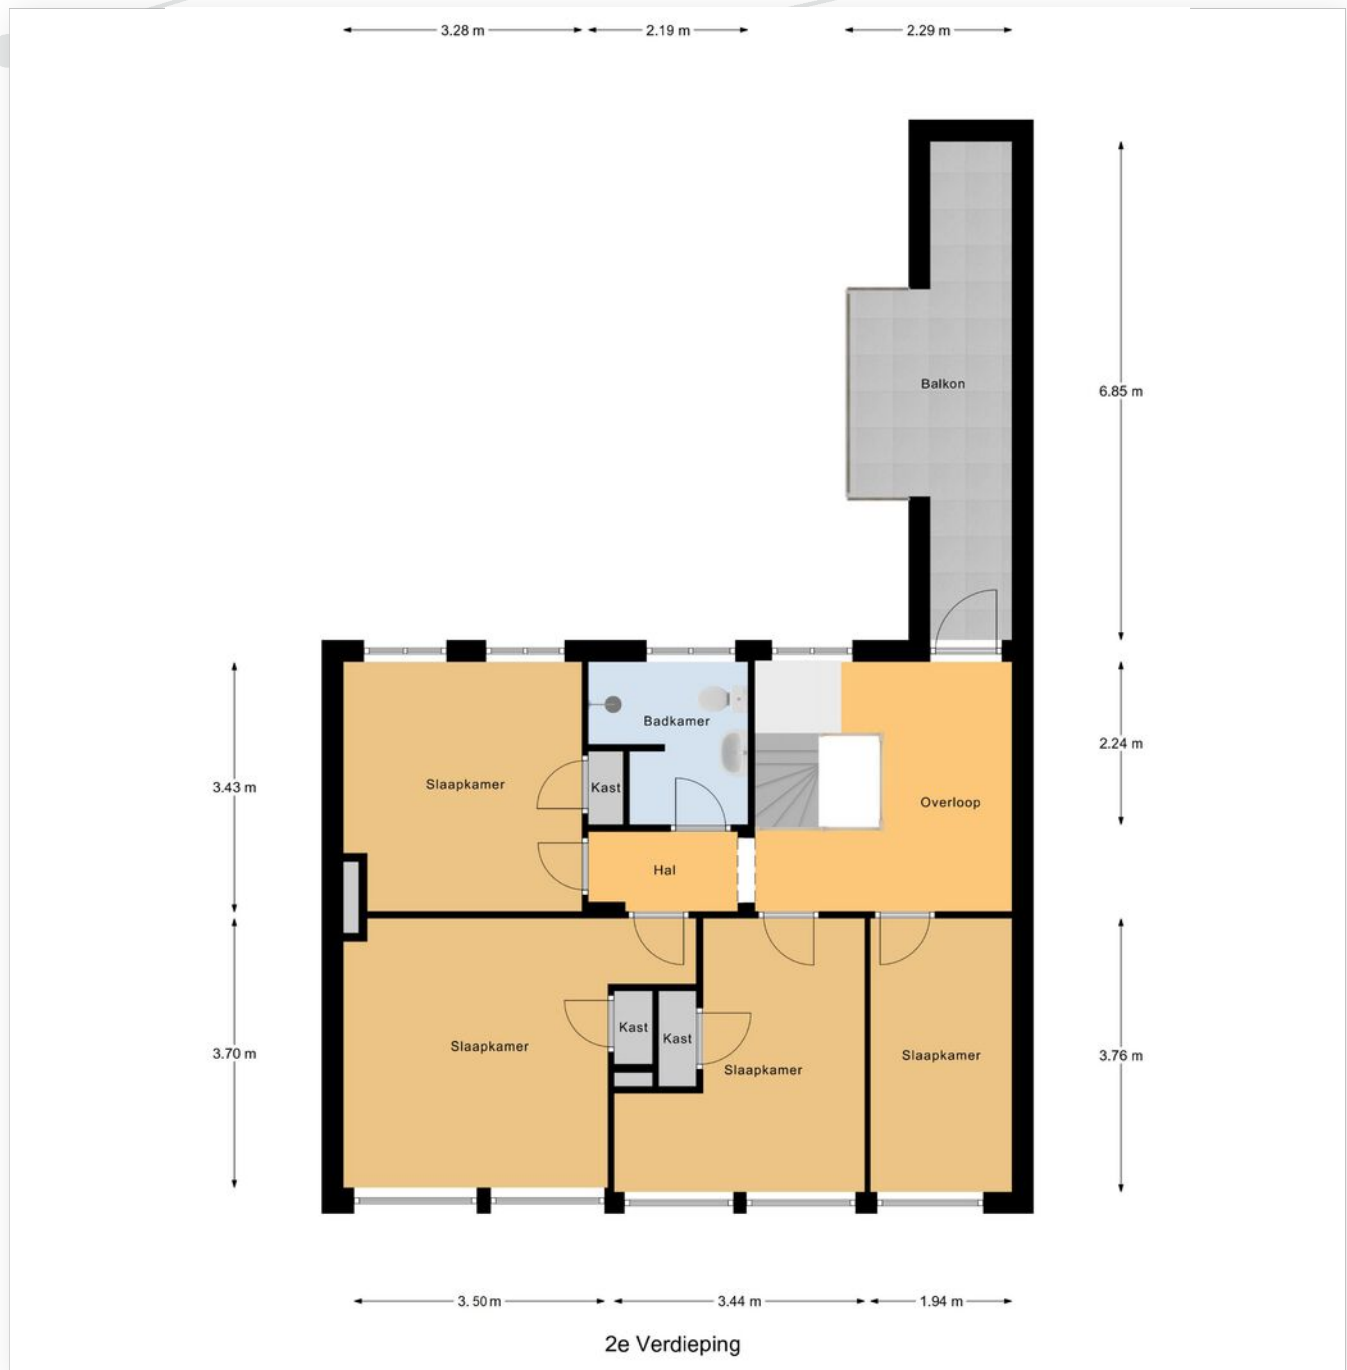 3.28 m
2.19 m
2.29 m
Balkon
6.85 m
Badkamer
2.24 m
Slaapkamer
3.43 m
Kast
Overloop
Hal
Kast
Kast
Slaapkamer
3.70 m
Slaapkamer
3.76 m
Slaapkamer
3.50 m
3.44 m
1.94 m
2e Verdieping